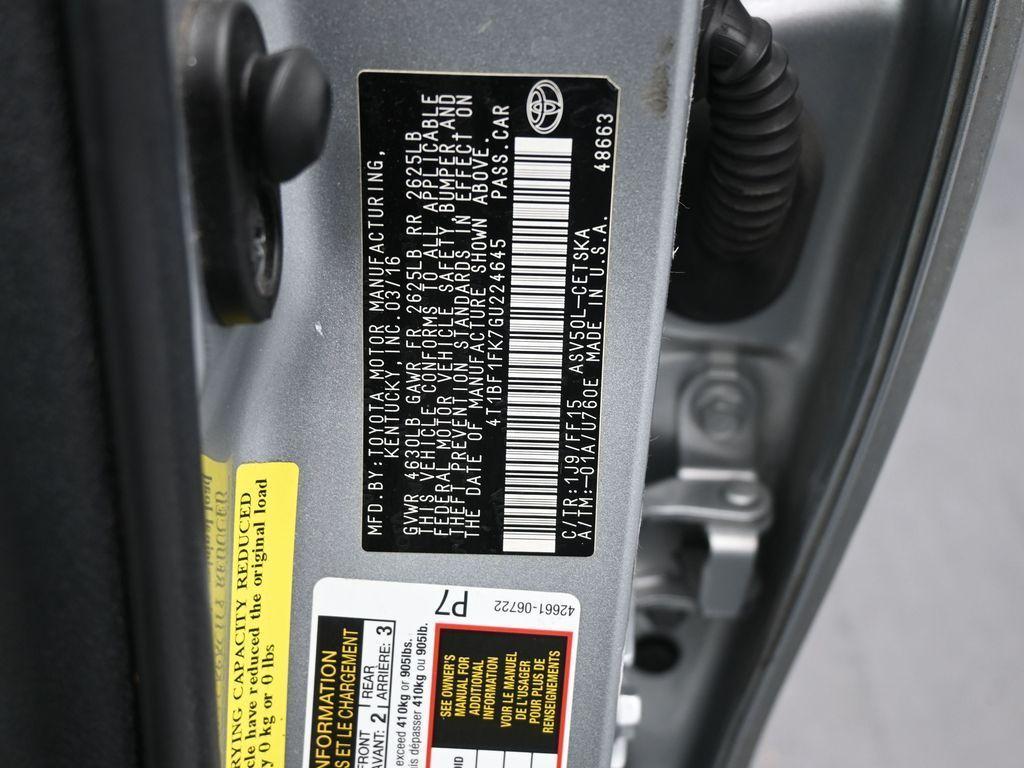 MFD.BY:TOYOTA MOTOR MANUFACTURING,
KENTUCKY,INC.03/16
GVWR 4630LB GAWR FR 2625LB RR 2625LB
THIS VEHICLE CONFORMS TO ALL APPLICABLE
FEDERAL MOTOR VEHICLE SAFETY, BUMPER,AND
THEFT PREVENTION STANDARDS IN EFFECT ON
THE DATE OF MANUFACTURE SHOWN ABOVE.
4T1BF1FK7GU224645 PASS.CAR
C/TR:1J9/FF15 ASV50L-CETSKA 48663
A/TM:-01A/U760E MADE IN U.S.A.
RYING CAPACITY REDUCED
cle have reduced the original load
y 0 kg or 0 lbs
P7
42661-06722
NFORMATION
S ET LE CHARGEMENT
FRONT REAR
AVANT: 2 ARRIÈRE: 3
exceed 410kg or 905lbs.
is dépasser 410kg ou 905lb.
SEE OWNER'S
MANUAL FOR
ADDITIONAL
INFORMATION
VOIR LE MANUEL
DE L'USAGER
POUR PLUS DE
RENSEIGNEMENTS